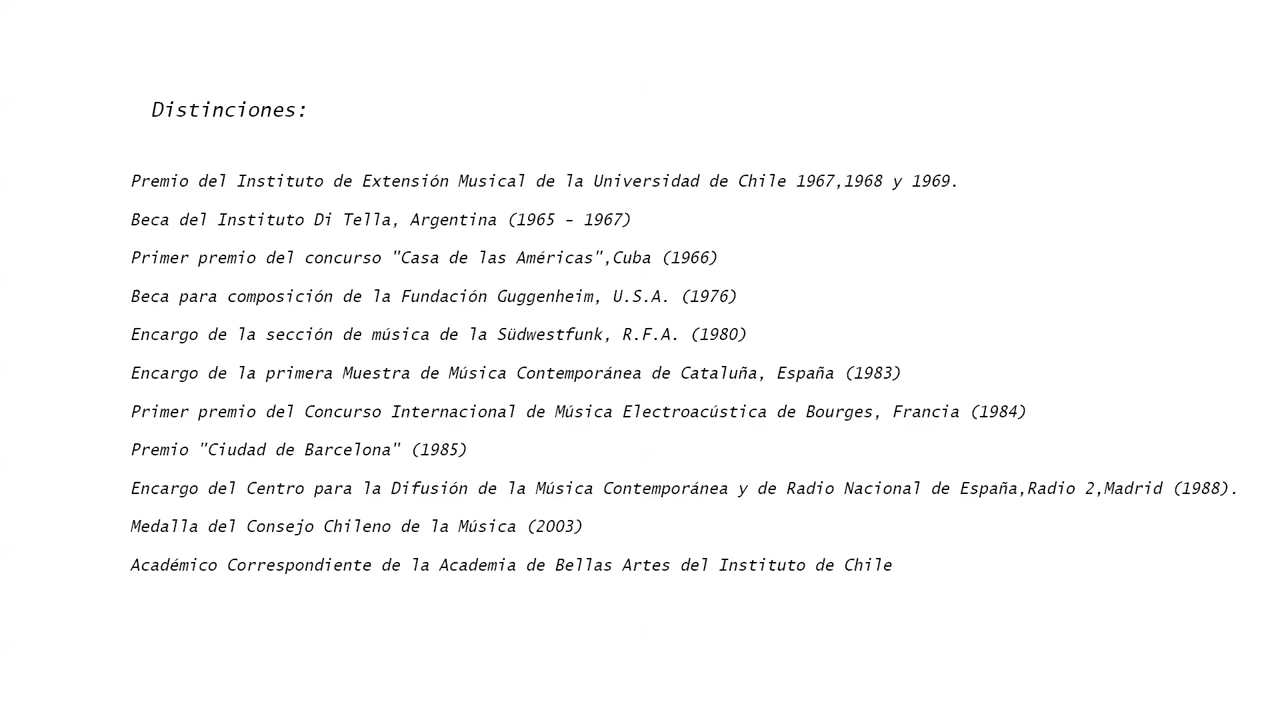 Distinciones:
Premio del Instituto de Extensión Musical de la Universidad de Chile 1967,1968 y 1969.
Beca del Instituto Di Tella, Argentina (1965 – 1967)
Primer premio del concurso "Casa de las Américas",Cuba (1966)
Beca para composición de la Fundación Guggenheim, U.S.A. (1976)
Encargo de la sección de música de la Südwestfunk, R.F.A. (1980)
Encargo de la primera Muestra de Música Contemporánea de Cataluña, España (1983)
Primer premio del Concurso Internacional de Música Electroacústica de Bourges, Francia (1984)
Premio "Ciudad de Barcelona" (1985)
Encargo del Centro para la Difusión de la Música Contemporánea y de Radio Nacional de España,Radio 2,Madrid (1988).
Medalla del Consejo Chileno de la Música (2003)
Académico Correspondiente de la Academia de Bellas Artes del Instituto de Chile